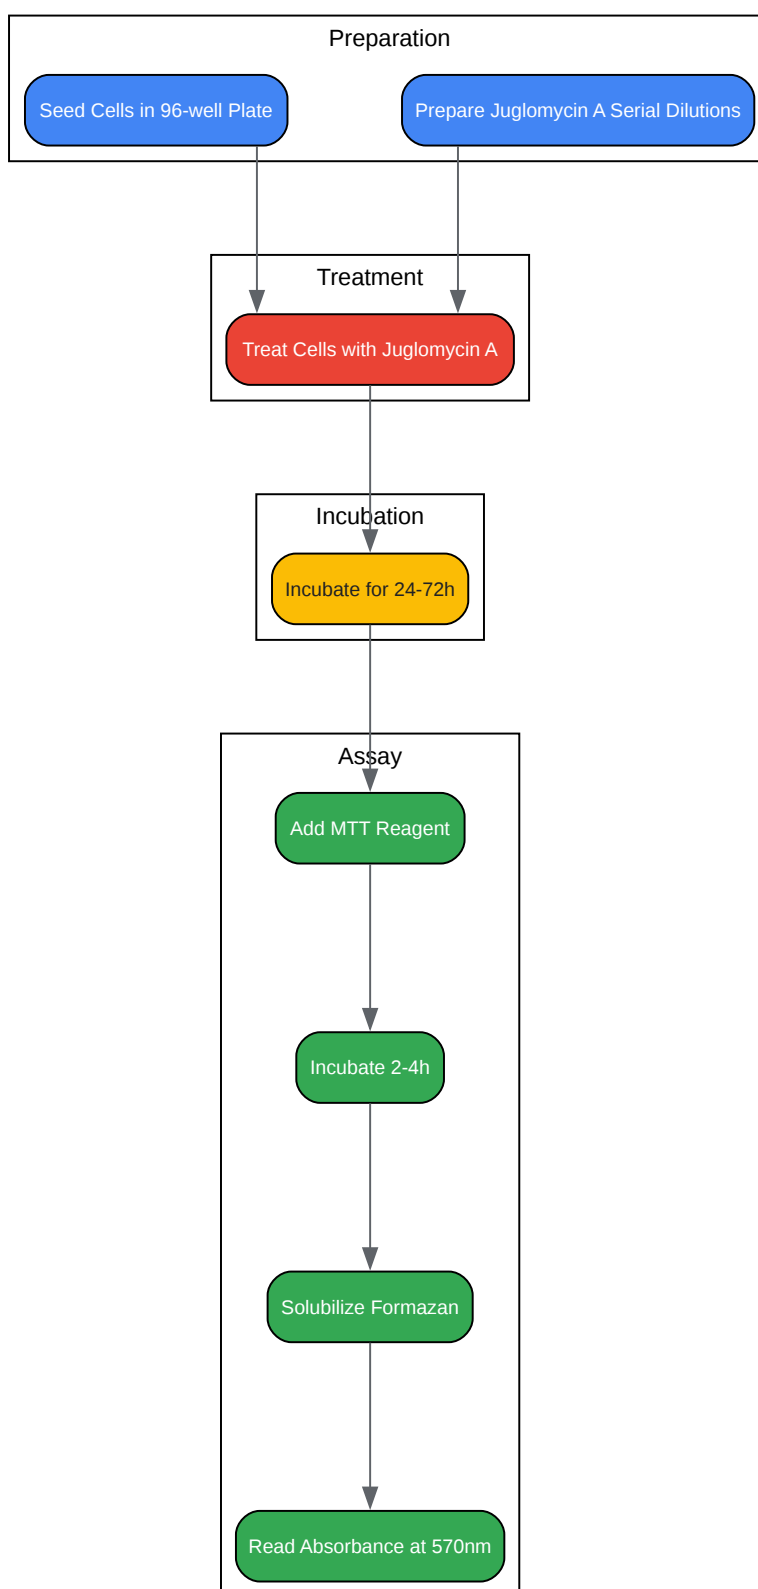 Preparation
Seed Cells in 96-well Plate
Prepare Juglomycin A Serial Dilutions
Treatment
Treat Cells with Juglomycin A
Incubation
Incubate for 24-72h
Assay
Add MTT Reagent
Incubate 2-4h
Solubilize Formazan
Read Absorbance at 570nm